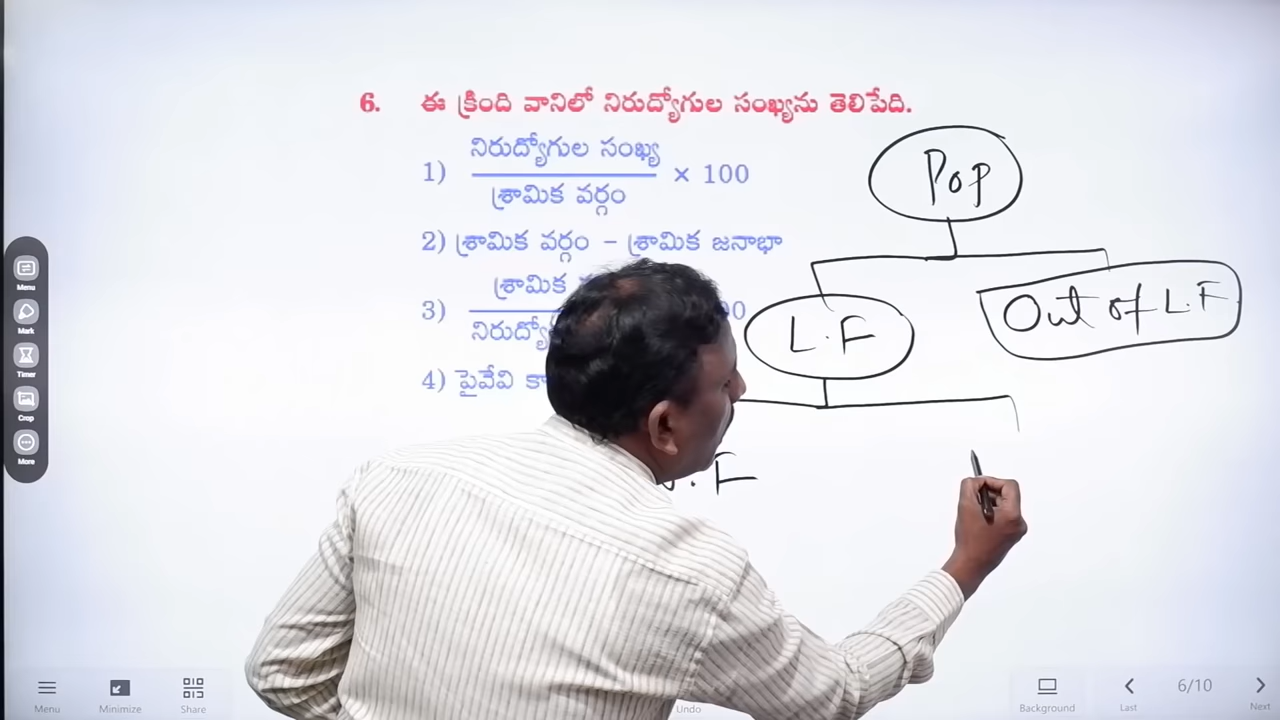 6. ఈ క్రింది వానిలో నిరుద్యోగుల సంఖ్యను తెలిపేది.
1) నిరుద్యోగుల సంఖ్య
శ్రామిక వర్గం × 100
2) శ్రామిక వర్గం – శ్రామిక జనాభా
శ్రామిక
3)
4) పైవేవి
Pop
L.F
Out of L.F
.F
Menu
Mark
Timer
Crop
More
Menu
Minimize
Share
Undo
Background
Last
6/10
Next